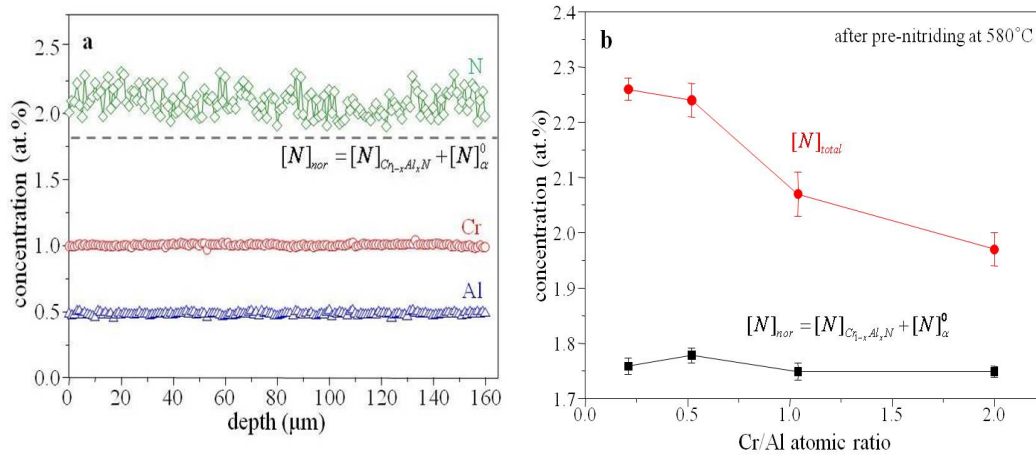 a
N
[N]nor = [N]Cr1-xAlxN + [N]α0
Cr
Al
concentration (at.%)
2.5
2.0
1.5
1.0
0.5
0.0
0 20 40 60 80 100 120 140 160
depth (μm)
b
after pre-nitriding at 580°C
[N]total
[N]nor = [N]Cr1-xAlxN + [N]α0
concentration (at.%)
2.4
2.3
2.2
2.1
2.0
1.9
1.8
1.7
0.0 0.5 1.0 1.5 2.0
Cr/Al atomic ratio